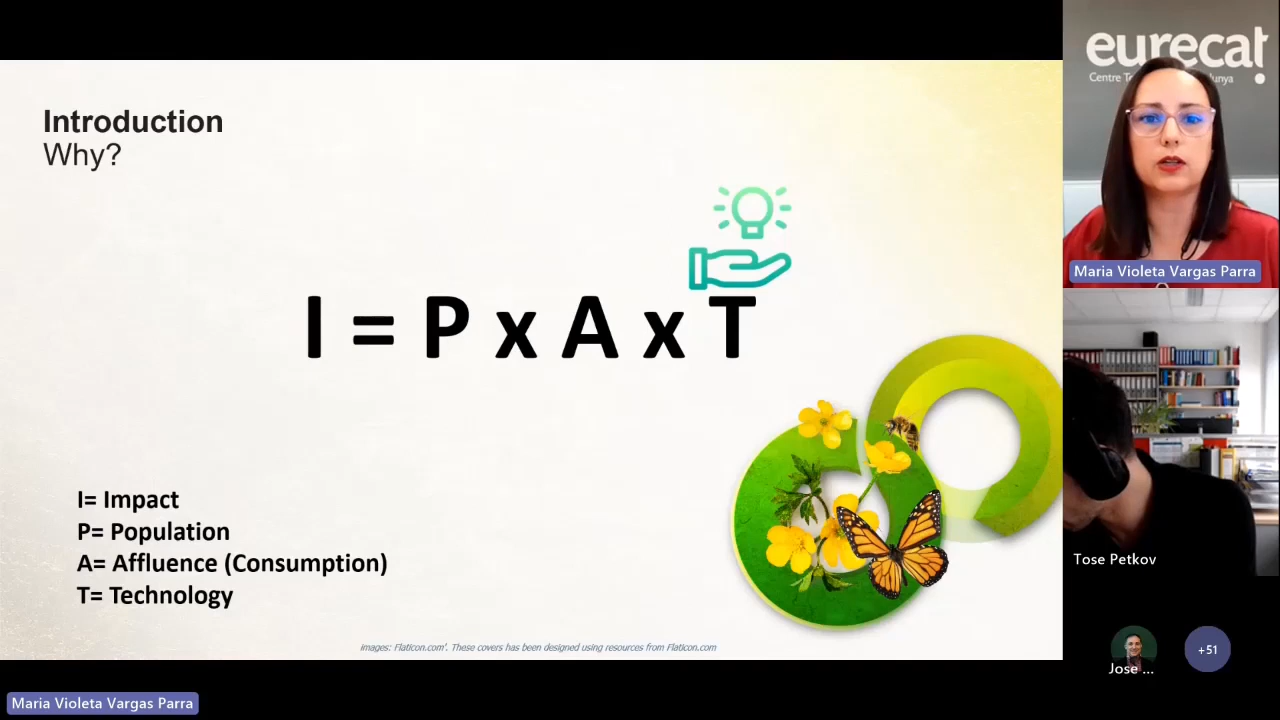 Introduction
Why?
I = P x A x T
I= Impact
P= Population
A= Affluence (Consumption)
T= Technology
images: Flaticon.com'. These covers has been designed using resources from Flaticon.com
eurecat
Centre
Maria Violeta Vargas Parra
Tose Petkov
Jose ...
+51
Maria Violeta Vargas Parra